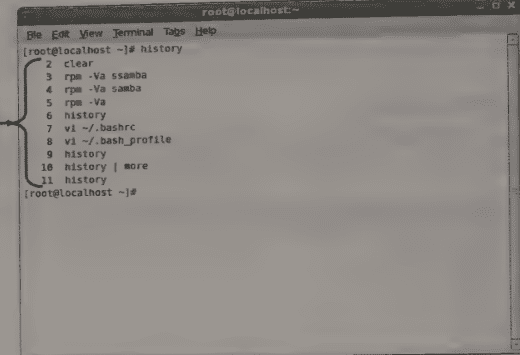 root@localhost:~
File Edit View Terminal Tags Help
[root@localhost ~]# history
2 clear
3 rpm -Va ssamba
4 rpm -Va samba
5 rpm -Va
6 history
7 vi ~/.bashrc
8 vi ~/.bash_profile
9 history
10 history | more
11 history
[root@localhost ~]#